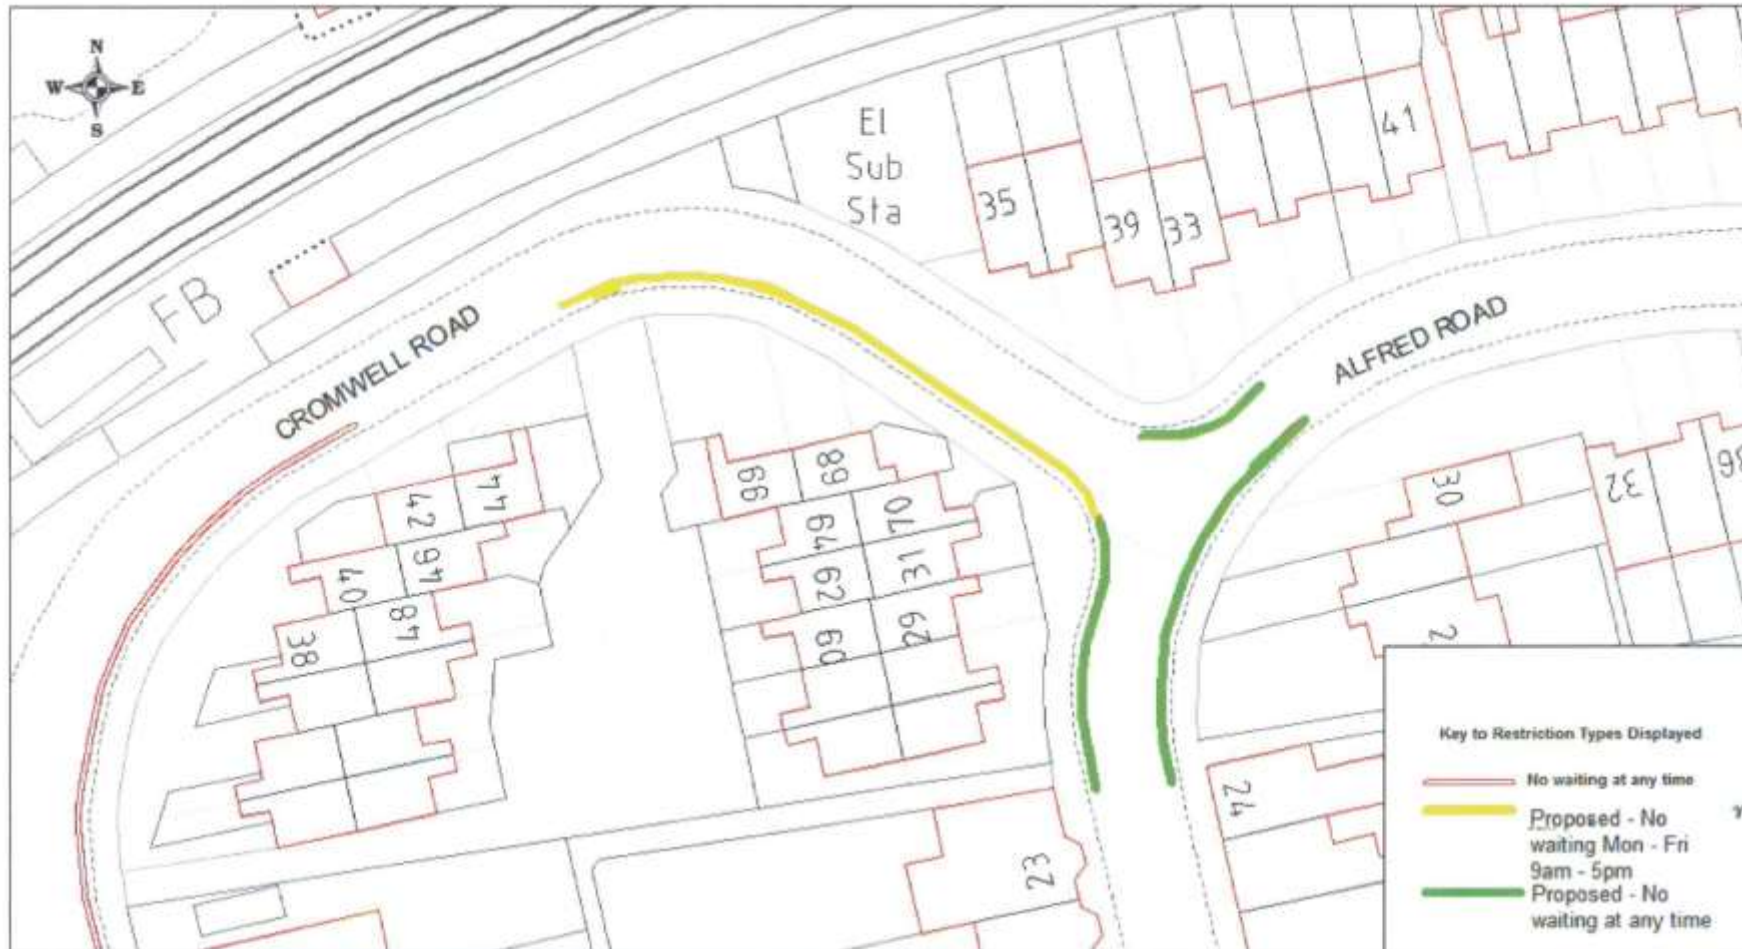 N
W E
S
El
Sub
Sta
35
39
33
41
FB
CROMWELL ROAD
ALFRED ROAD
42
44
40
46
38
48
66
68
64
70
62
31
60
29
30
32
24
23
Key to Restriction Types Displayed
No waiting at any time
Proposed - No
waiting Mon - Fri
9am - 5pm
Proposed - No
waiting at any time